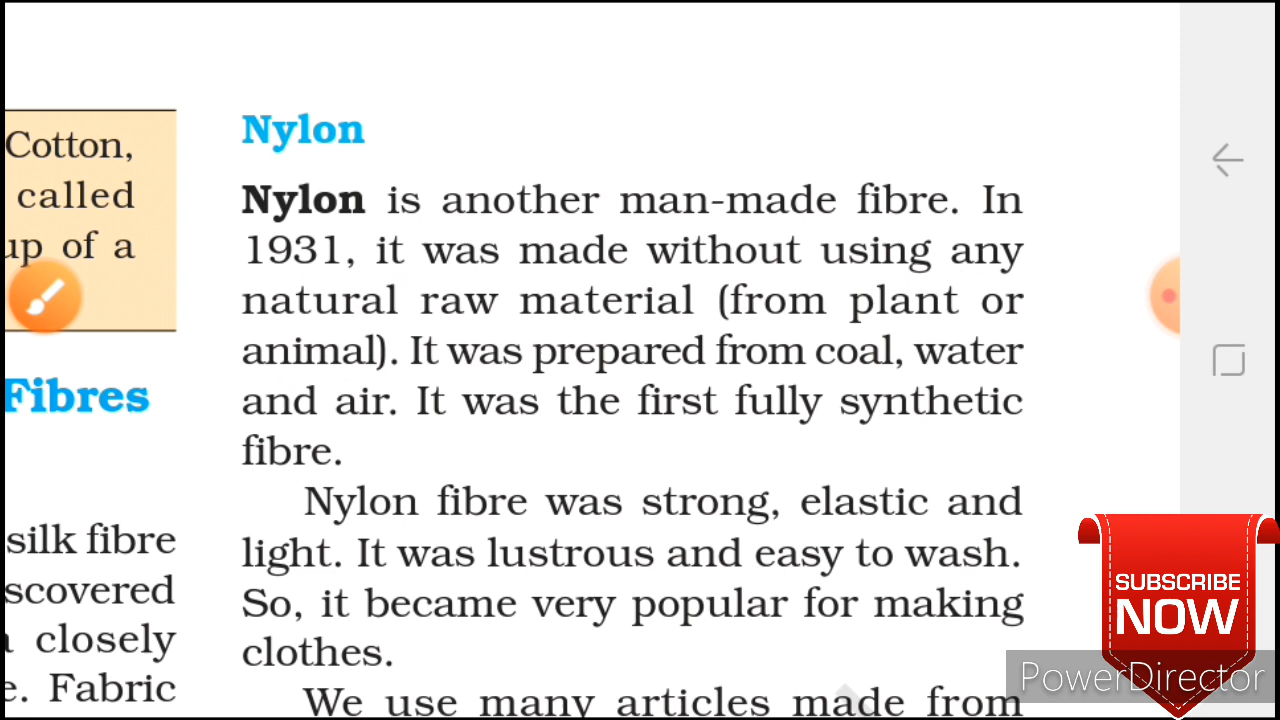 Cotton,
called
up of a
Fibres
silk fibre
scovered
closely
e. Fabric
Nylon
Nylon is another man-made fibre. In
1931, it was made without using any
natural raw material (from plant or
animal). It was prepared from coal, water
and air. It was the first fully synthetic
fibre.
Nylon fibre was strong, elastic and
light. It was lustrous and easy to wash.
So, it became very popular for making
clothes.
We use many articles made from
SUBSCRIBE
NOW
PowerDirector